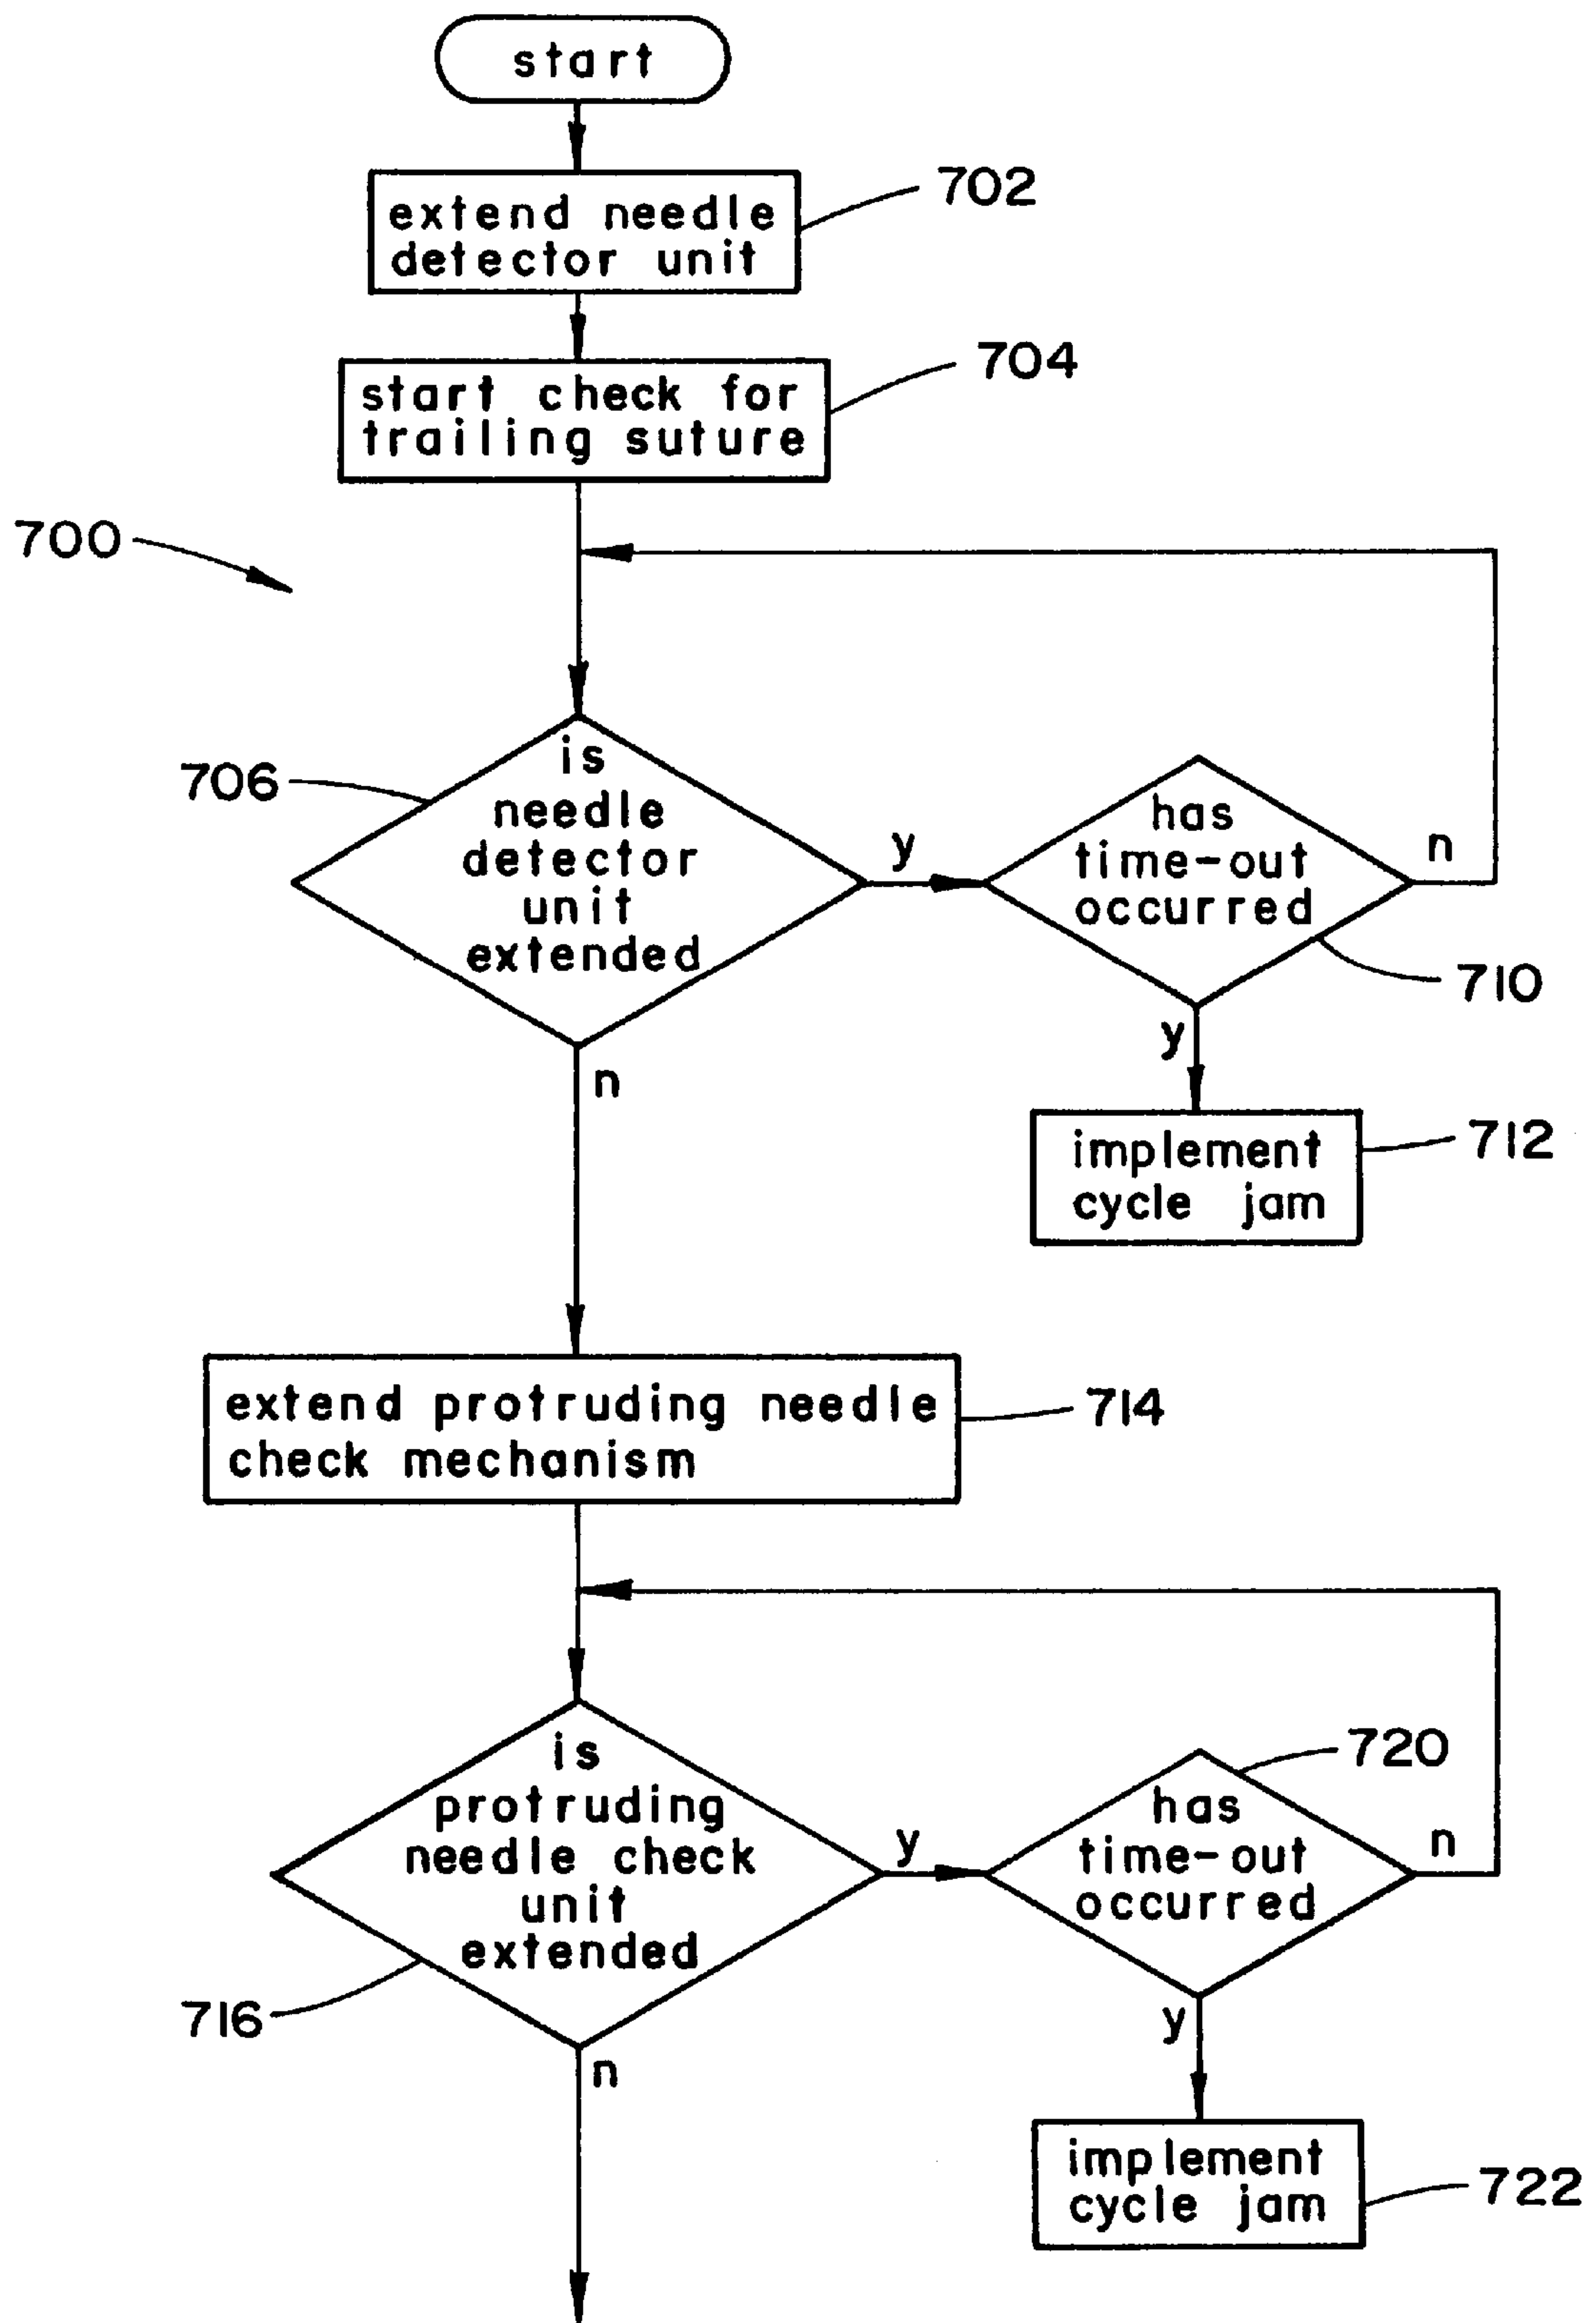 start
extend needle
detector unit
702
start check for
trailing suture
704
700
706
is
needle
detector
unit
extended
y
n
has
time-out
occurred
n
710
y
implement
cycle jam
712
extend protruding needle
check mechanism
714
is
protruding
needle check
unit
extended
716
y
n
720
has
time-out
occurred
n
y
implement
cycle jam
722